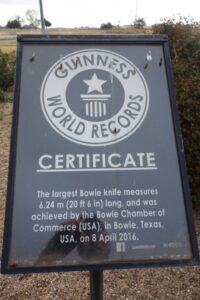 GUINNESS
WORLD RECORDS
CERTIFICATE
The largest Bowie knife measures
6.24 m (20 ft 6 in) long, and was
achieved by the Bowie Chamber of
Commerce (USA), in Bowie, Texas,
USA, on 8 April 2016.